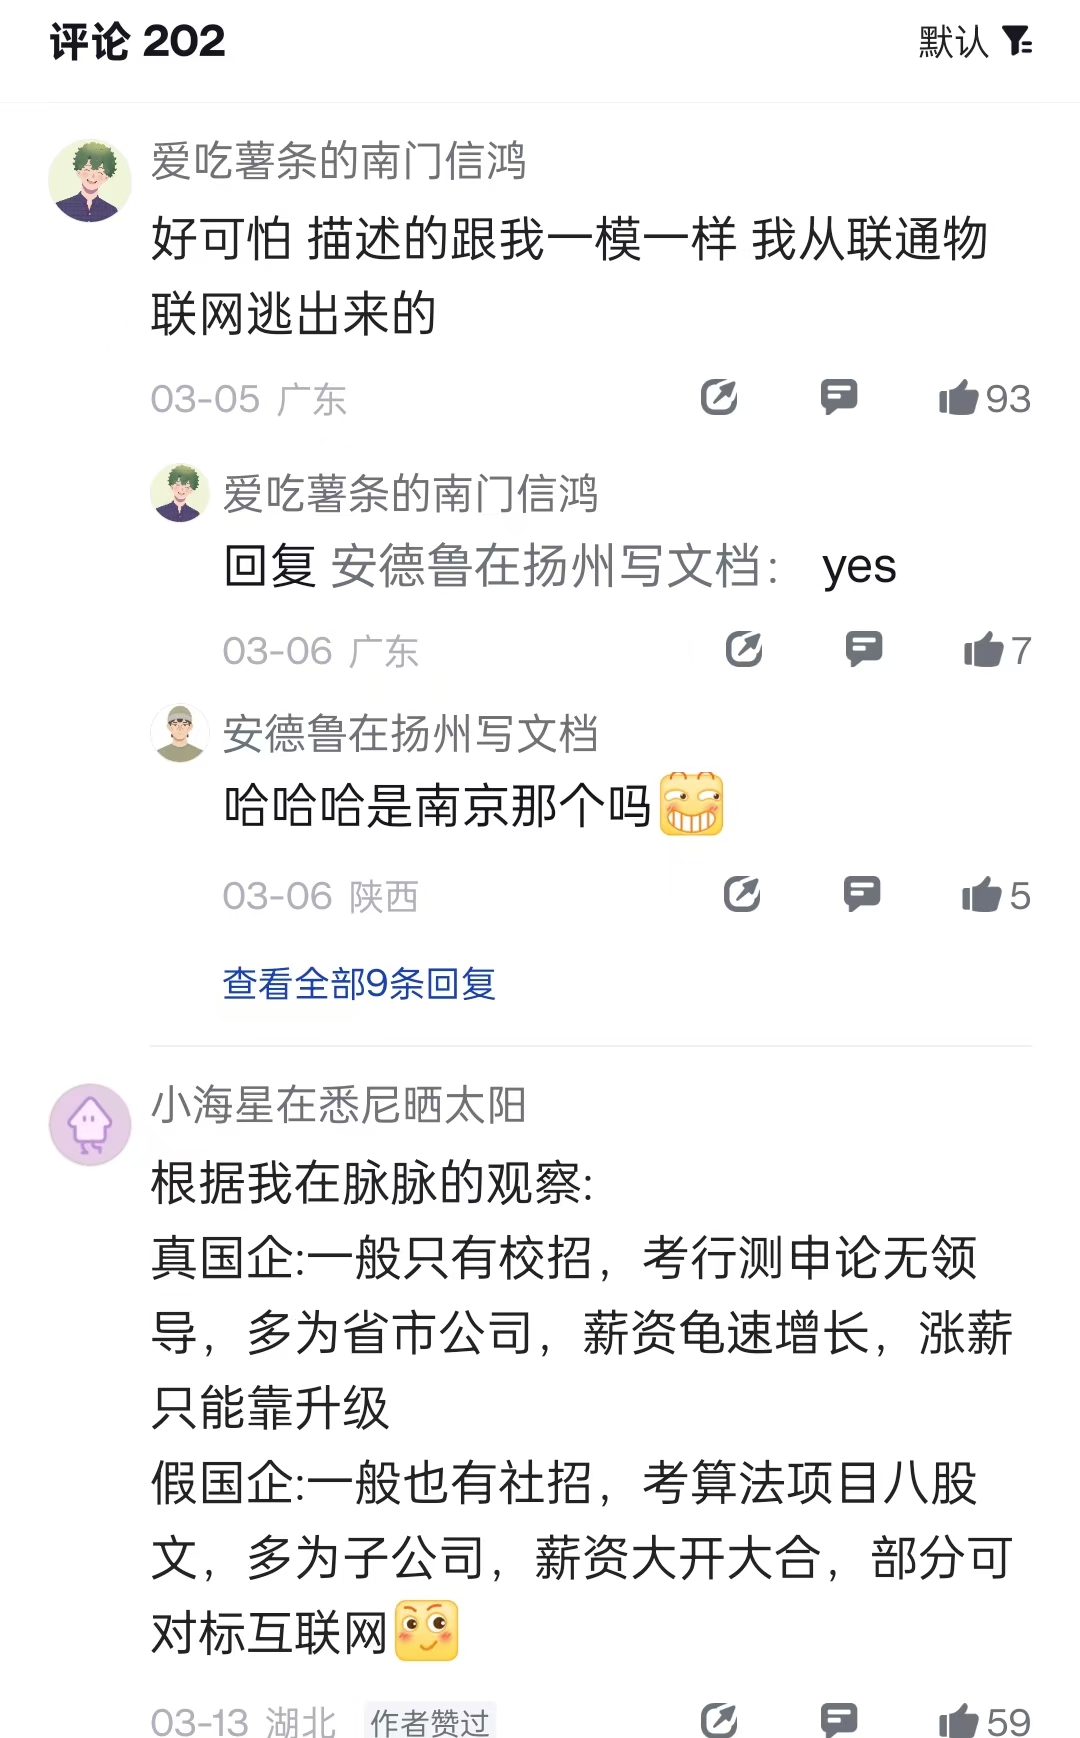 评论 202
默认
爱吃薯条的南门信鸿
好可怕 描述的跟我一模一样 我从联通物
联网逃出来的
03-05 广东
93
爱吃薯条的南门信鸿
回复 安德鲁在扬州写文档： yes
03-06 广东
7
安德鲁在扬州写文档
哈哈哈是南京那个吗
03-06 陕西
5
查看全部9条回复
小海星在悉尼晒太阳
根据我在脉脉的观察:
真国企:一般只有校招，考行测申论无领
导，多为省市公司，薪资龟速增长，涨薪
只能靠升级
假国企:一般也有社招，考算法项目八股
文，多为子公司，薪资大开大合，部分可
对标互联网
03-13 湖北 作者赞过
59